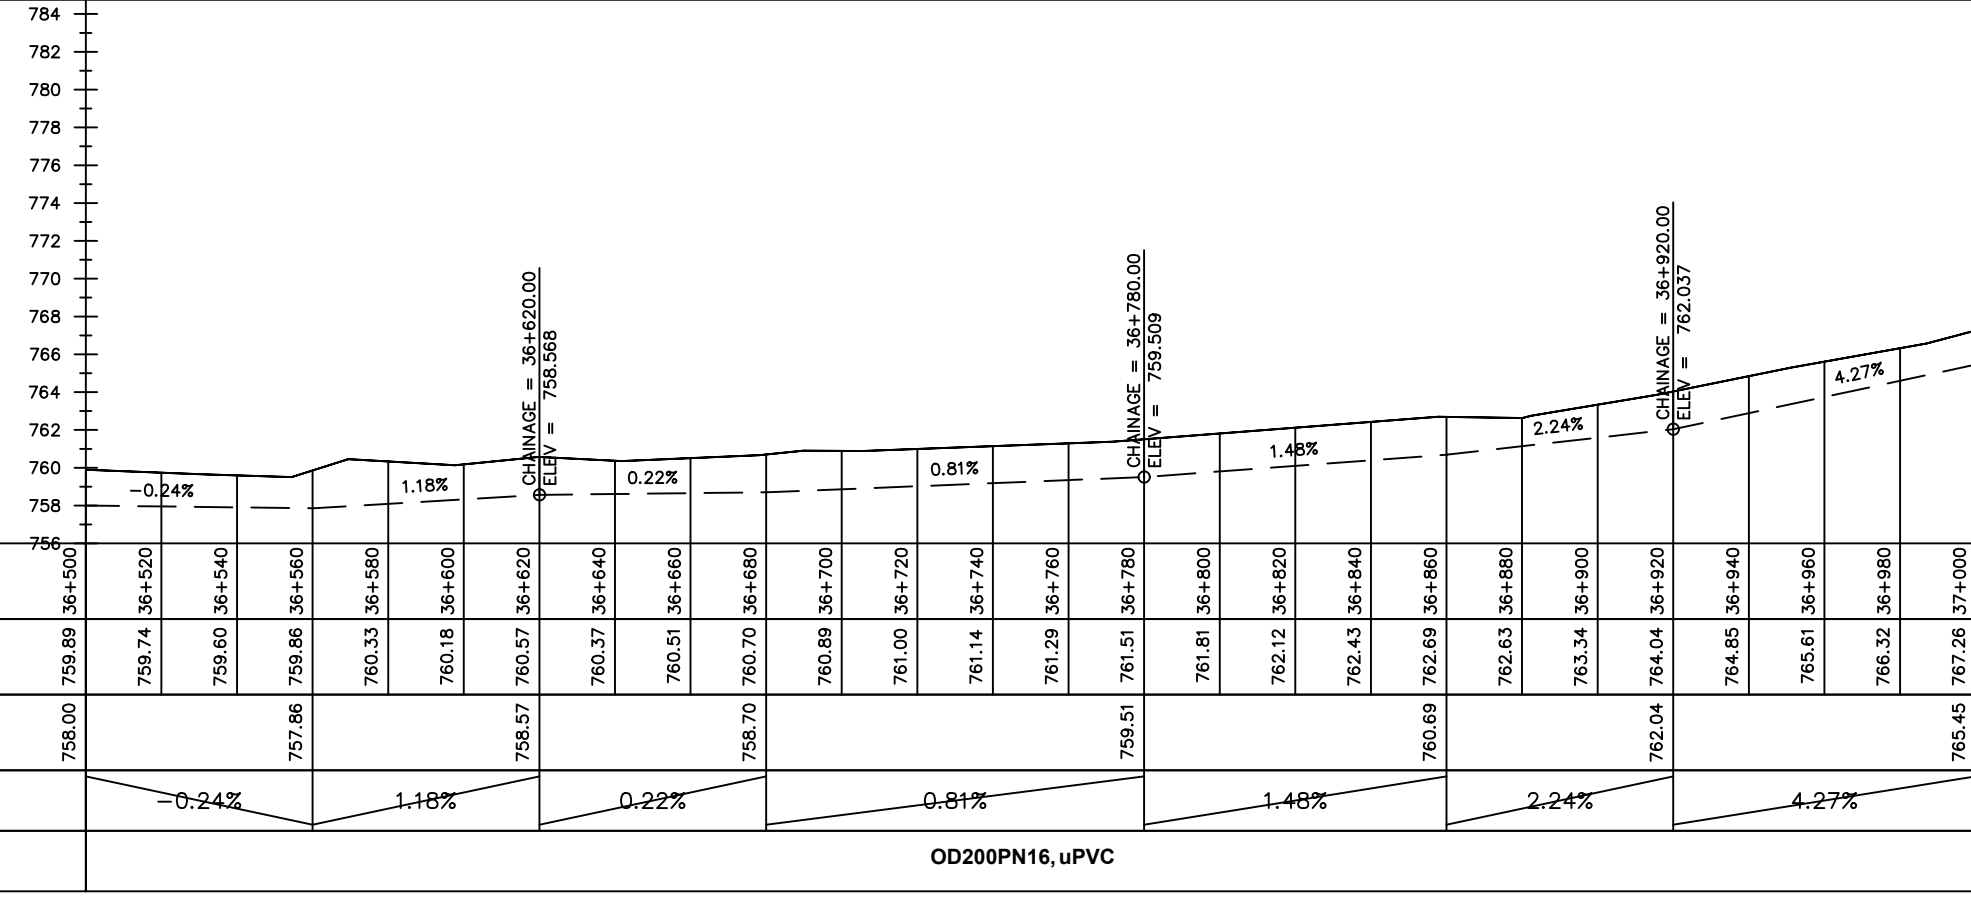 784
782
780
778
776
774
772
770
768
766
764
762
760
758
756
CHAINAGE = 36+620.00
ELEV = 758.568
CHAINAGE = 36+780.00
ELEV = 759.509
CHAINAGE = 36+920.00
ELEV = 762.037
−0.24%
1.18%
0.22%
0.81%
1.48%
2.24%
4.27%
36+500 36+520 36+540 36+560 36+580 36+600 36+620 36+640 36+660 36+680 36+700 36+720 36+740 36+760 36+780 36+800 36+820 36+840 36+860 36+880 36+900 36+920 36+940 36+960 36+980 37+000
759.89 759.74 759.60 759.86 760.33 760.18 760.57 760.37 760.51 760.70 760.89 761.00 761.14 761.29 761.51 761.81 762.12 762.43 762.69 762.63 763.34 764.04 764.85 765.61 766.32 767.26
758.00 757.86 758.57 758.70 759.51 760.69 762.04 765.45
−0.24% 1.18% 0.22% 0.81% 1.48% 2.24% 4.27%
OD200PN16, uPVC